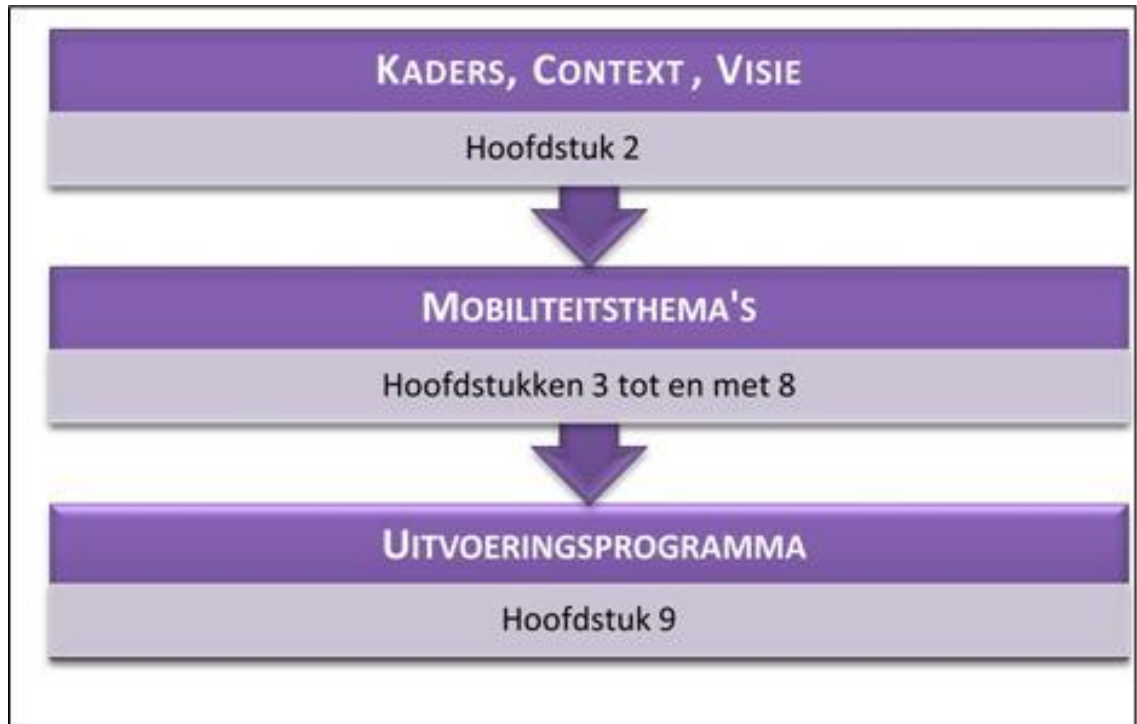 KADERS, CONTEXT , VISIE
Hoofdstuk 2
MOBILITEITSTHEMA'S
Hoofdstukken 3 tot en met 8
UITVOERINGSPROGRAMMA
Hoofdstuk 9